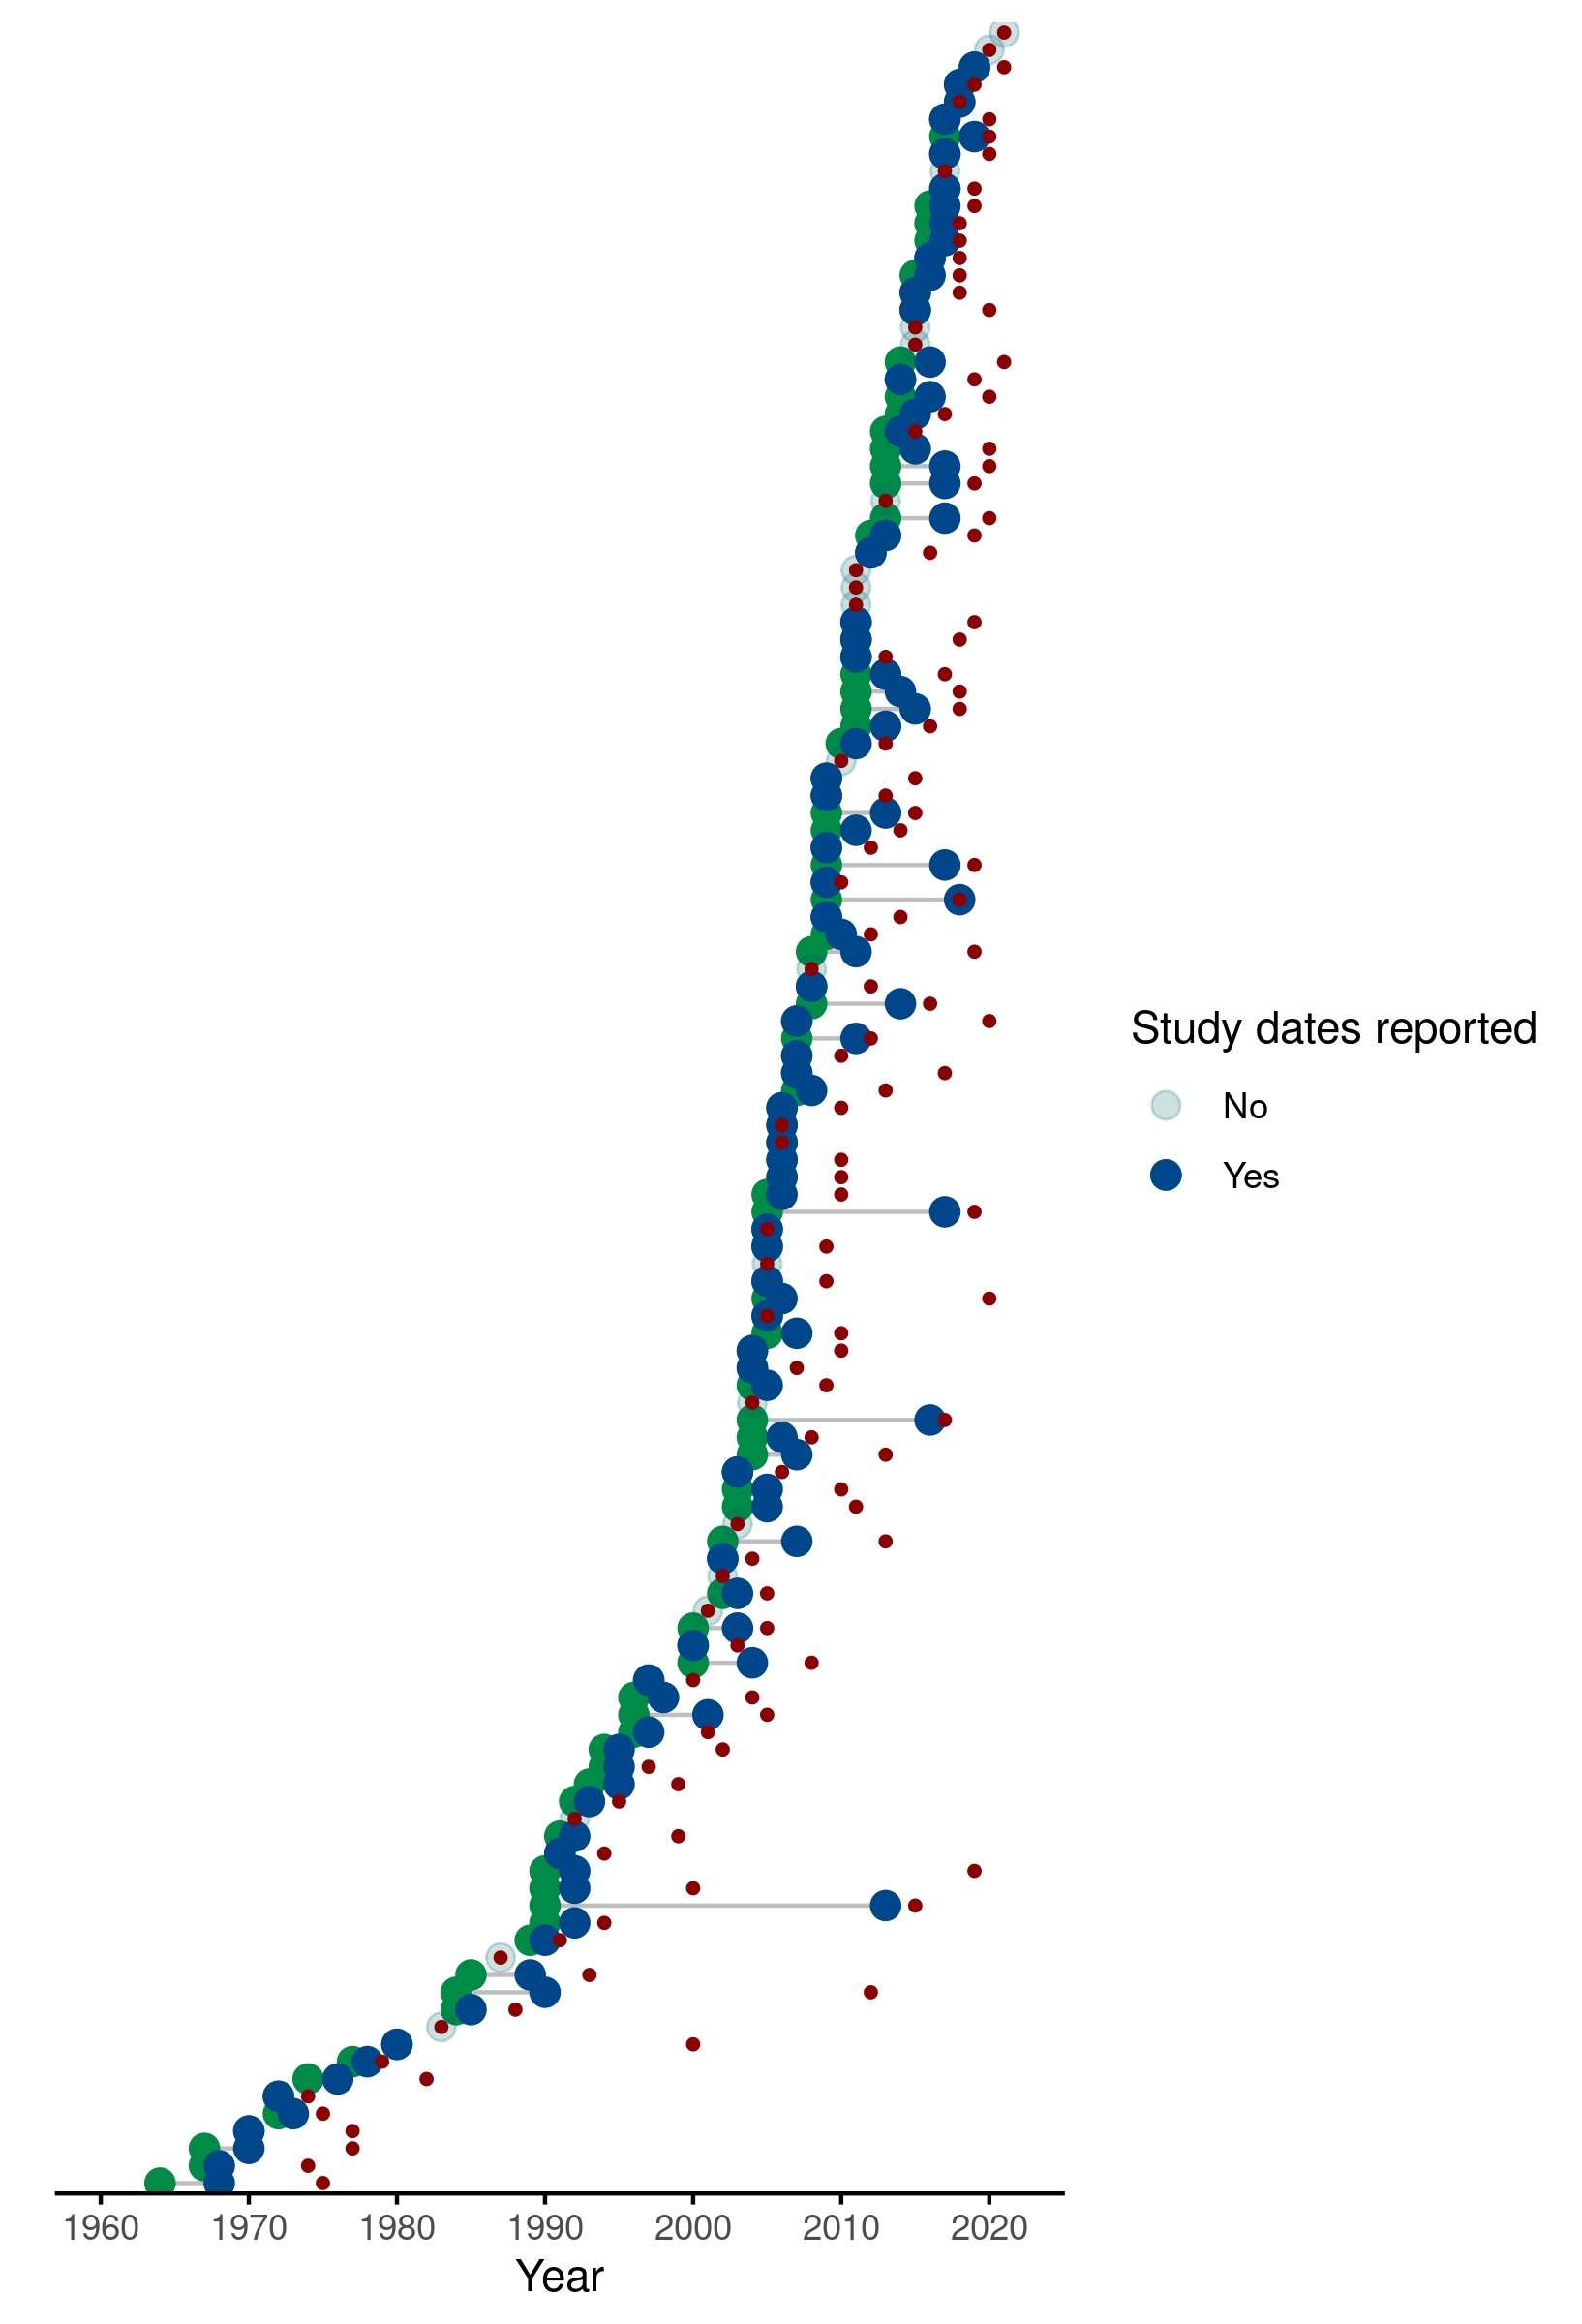 Study dates reported
No
Yes
1960 1970 1980 1990 2000 2010 2020
Year